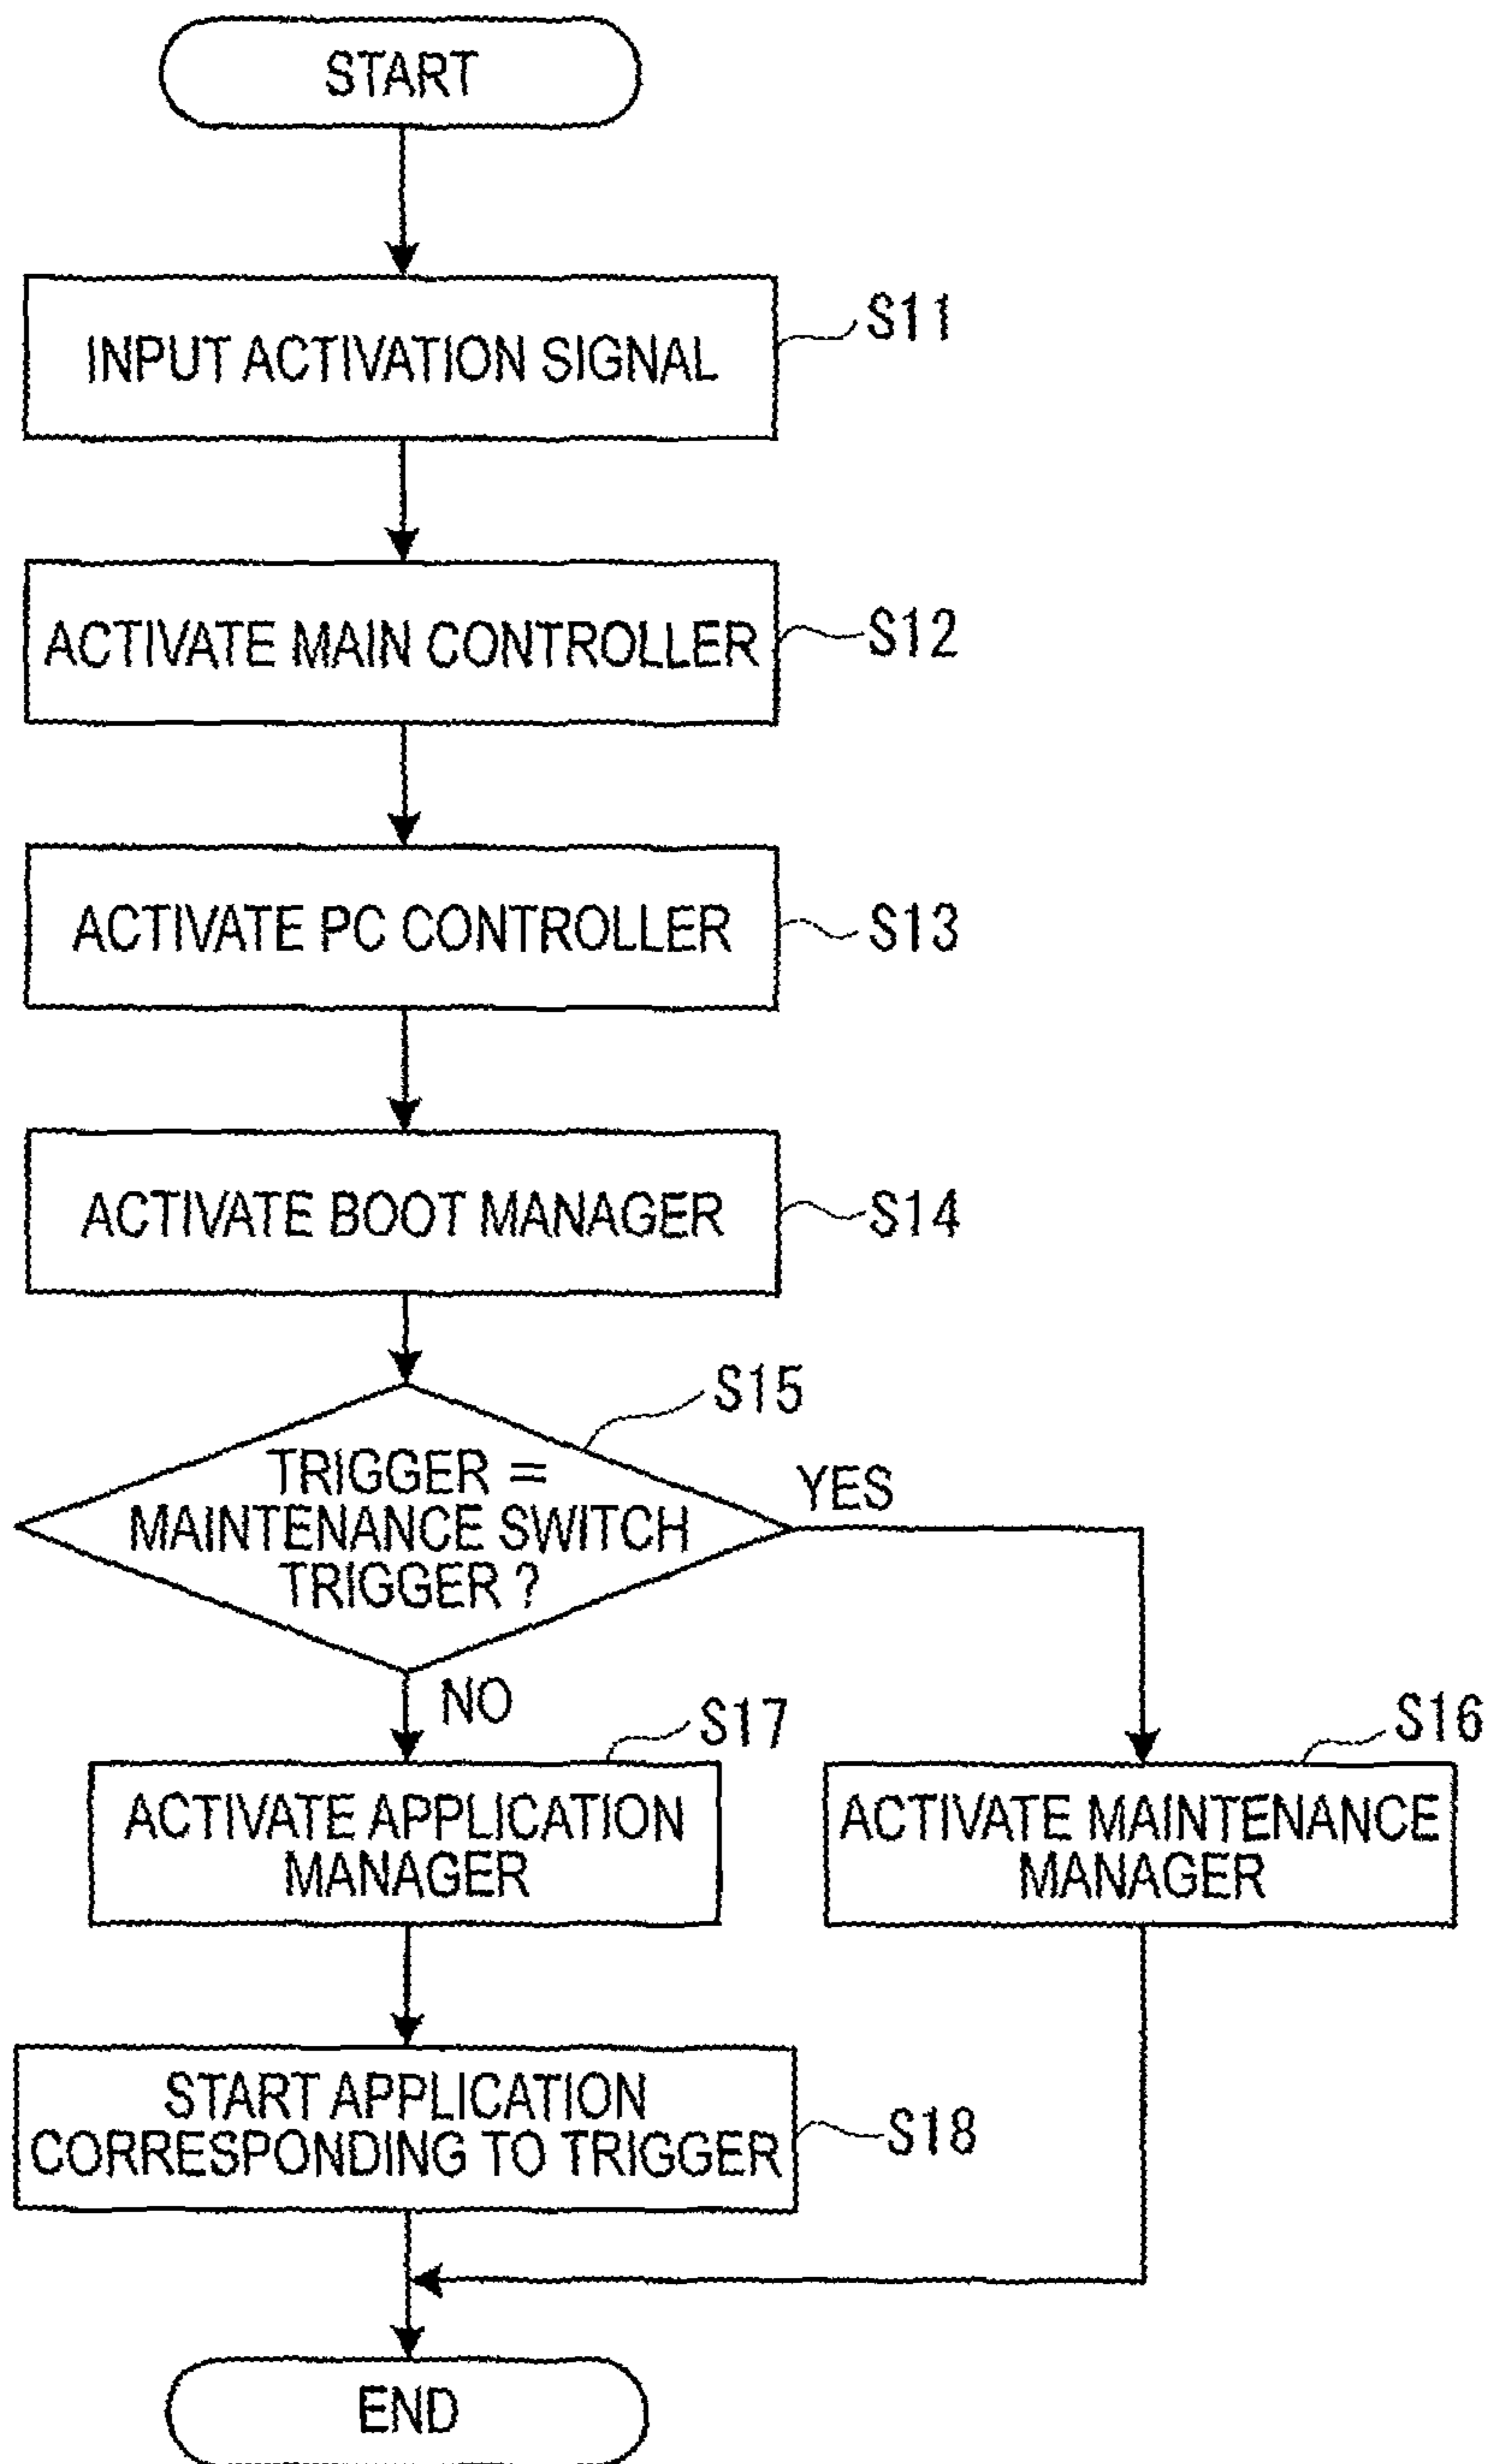 START
INPUT ACTIVATION SIGNAL
S11
ACTIVATE MAIN CONTROLLER
S12
ACTIVATE PC CONTROLLER
S13
ACTIVATE BOOT MANAGER
S14
S15
TRIGGER =
MAINTENANCE SWITCH
TRIGGER ?
YES
NO
S17
ACTIVATE APPLICATION
MANAGER
S16
ACTIVATE MAINTENANCE
MANAGER
START APPLICATION
CORRESPONDING TO TRIGGER
S18
END